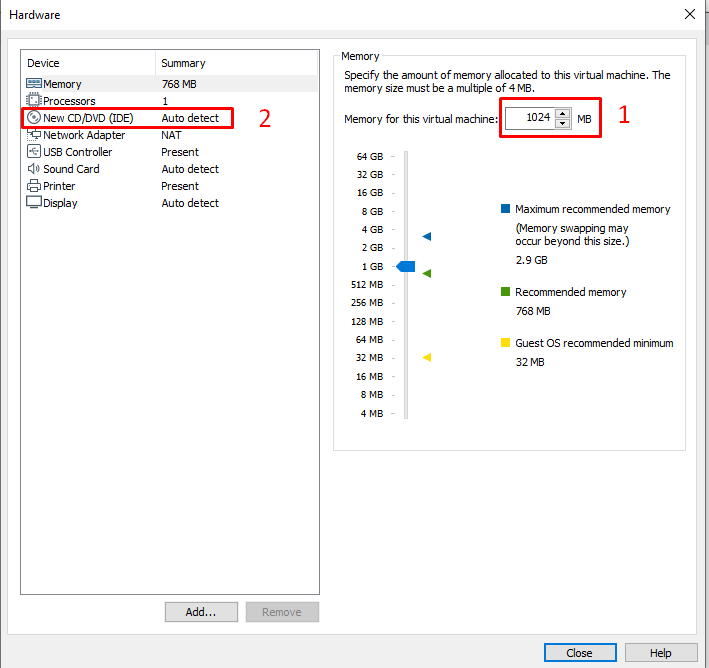 Hardware
Device Summary
Memory 768 MB
Processors 1
New CD/DVD (IDE) Auto detect
2
Network Adapter NAT
USB Controller Present
Sound Card Auto detect
Printer Present
Display Auto detect
Add...
Remove
Memory
Specify the amount of memory allocated to this virtual machine. The
memory size must be a multiple of 4 MB.
Memory for this virtual machine: 1024 MB
1
64 GB
32 GB
16 GB
8 GB
4 GB
2 GB
1 GB
512 MB
256 MB
128 MB
64 MB
32 MB
16 MB
8 MB
4 MB
Maximum recommended memory
(Memory swapping may
occur beyond this size.)
2.9 GB
Recommended memory
768 MB
Guest OS recommended minimum
32 MB
Close
Help